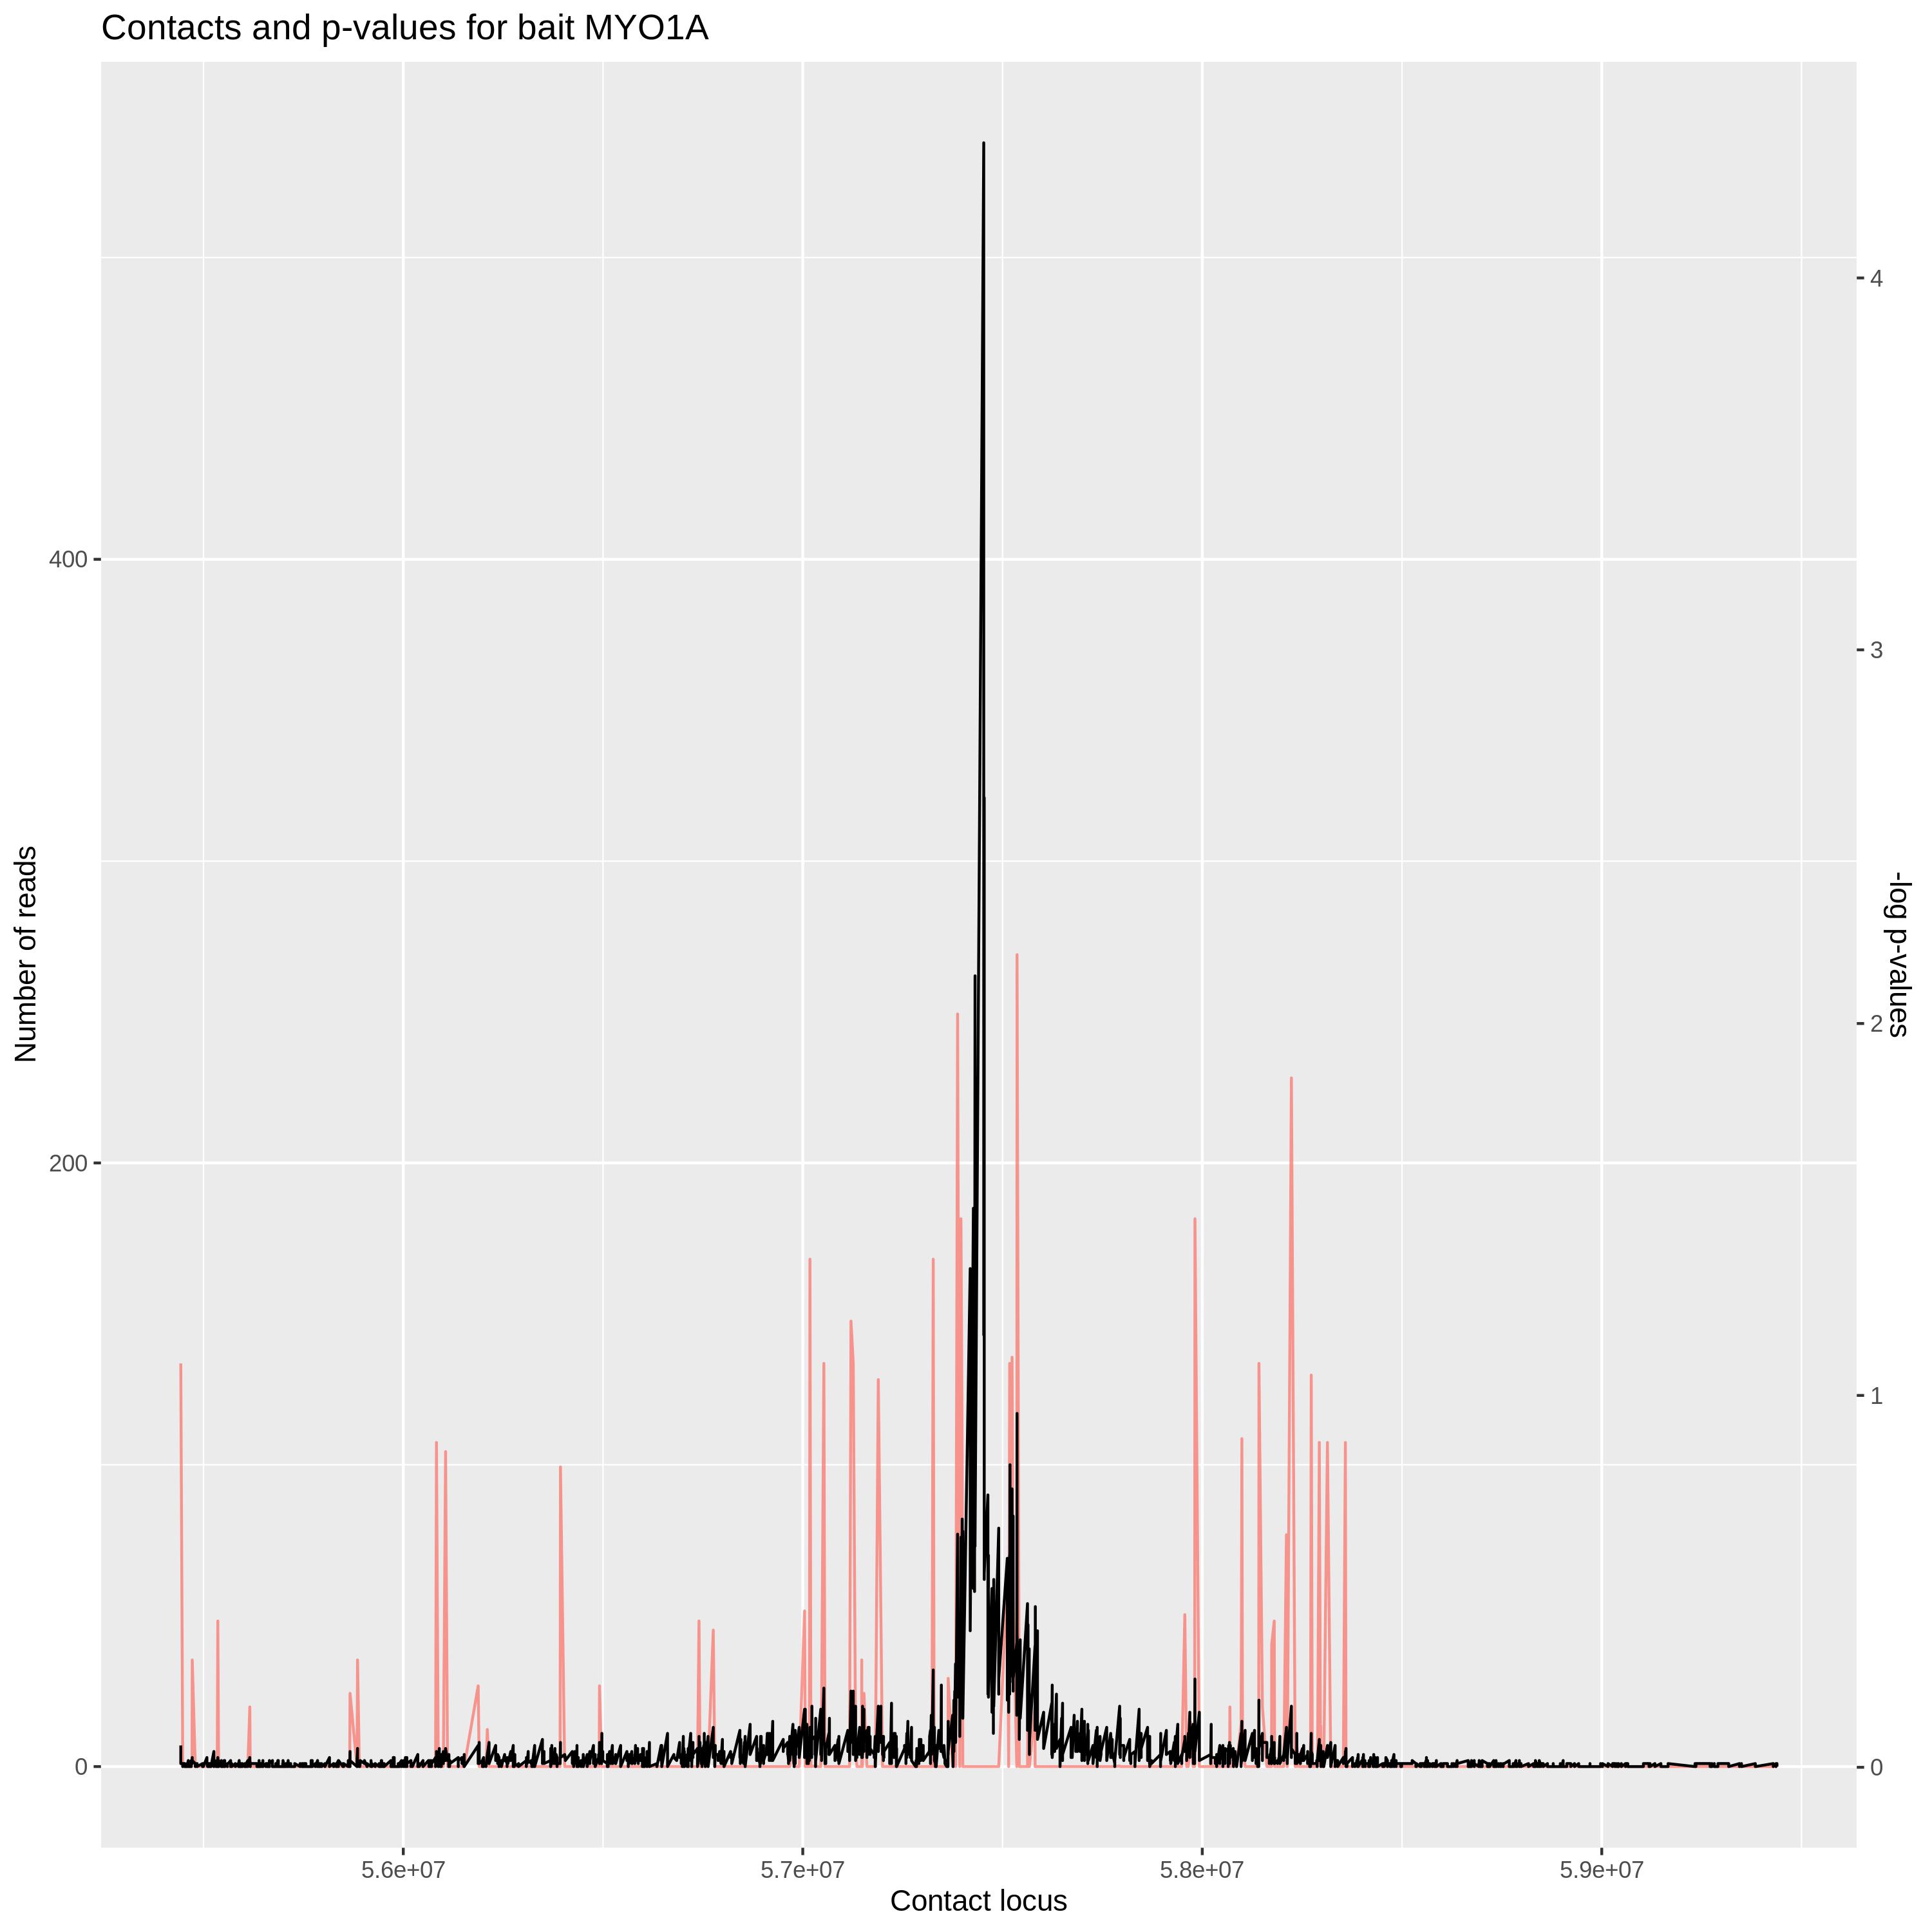 Contacts and p-values for bait MYO1A
Number of reads
400
200
0
4
3
2
1
0
-log p-values
5.6e+07
5.7e+07
5.8e+07
5.9e+07
Contact locus